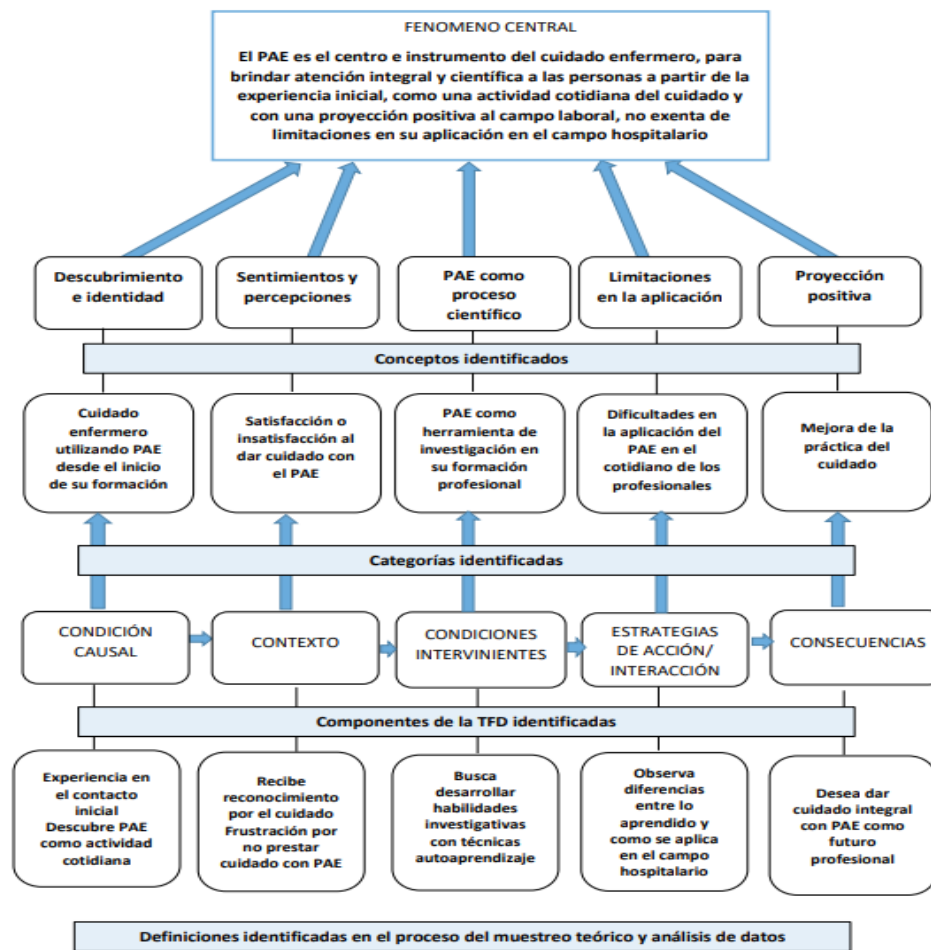 FENOMENO CENTRAL
El PAE es el centro e instrumento del cuidado enfermero, para
brindar atención integral y científica a las personas a partir de la
experiencia inicial, como una actividad cotidiana del cuidado y
con una proyección positiva al campo laboral, no exenta de
limitaciones en su aplicación en el campo hospitalario
Descubrimiento
e identidad
Sentimientos y
percepciones
PAE como
proceso
científico
Limitaciones
en la aplicación
Proyección
positiva
Conceptos identificados
Cuidado
enfermero
utilizando PAE
desde el inicio
de su formación
Satisfacción o
insatisfacción al
dar cuidado con
el PAE
PAE como
herramienta de
investigación en
su formación
profesional
Dificultades en
la aplicación del
PAE en el
cotidiano de los
profesionales
Mejora de la
práctica del
cuidado
Categorías identificadas
CONDICIÓN
CAUSAL
CONTEXTO
CONDICIONES
INTERVINIENTES
ESTRATEGIAS
DE ACCIÓN/
INTERACCIÓN
CONSECUENCIAS
Componentes de la TFD identificadas
Experiencia en
el contacto
inicial
Descubre PAE
como actividad
cotidiana
Recibe
reconocimiento
por el cuidado
Frustración por
no prestar
cuidado con PAE
Busca
desarrollar
habilidades
investigativas
con técnicas
autoaprendizaje
Observa
diferencias
entre lo
aprendido y
como se aplica
en el campo
hospitalario
Desea dar
cuidado integral
con PAE como
futuro
profesional
Definiciones identificadas en el proceso del muestreo teórico y análisis de datos